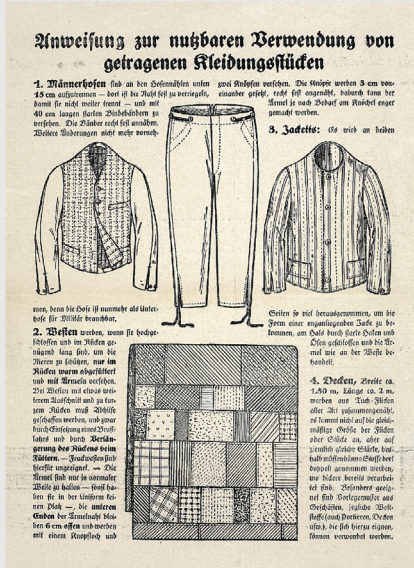 Anweisung zur nutzbaren Verwendung von
getragenen Kleidungsstücken
1. Männerhosen sind an den Hosennähten unten
15 cm aufzutrennen — dort ist die Naht fest zu verriegeln,
damit sie nicht weiter trennt — und mit
40 cm langen starken Bindebändern zu
versehen. Die Bänder recht fest annähen.
Weitere Änderungen nicht mehr vorneh-
men, denn die Hose ist nunmehr als Unter-
hose für Militär brauchbar.
2. Westen werden, wenn sie hochge-
schlossen und im Rücken ge-
nügend lang sind, um die
Nieren zu schützen, nur im
Rücken warm abgefüttert
und mit Ärmeln versehen.
Bei Westen mit etwas wei-
terem Ausschnitt und zu kur-
zem Rücken muß Abhilfe
geschaffen werden, und zwar
durch Einsetzung eines Brust-
latzes und durch Verlän-
gerung des Rückens beim
Füttern. — Frackwesten sind
hierfür ungeeignet. — Die
Ärmel sind nur in normaler
Weite zu halten — sonst ha-
ben sie in der Uniform kei-
nen Platz —, die unteren
Enden der Ärmelnaht blei-
ben 6 cm offen und werden
mit einem Knopfloch und
zwei Knöpfen versehen. Die Knöpfe werden 3 cm von-
einander gesetzt, recht fest angenäht, dadurch kann der
Ärmel je nach Bedarf am Knöchel enger
gemacht werden.
3. Jacketts: Es wird an beiden
Seiten so viel herausgenommen, um die
Form einer enganliegenden Jacke zu be-
kommen, am Hals durch starke Haken und
Ösen geschlossen und die Är-
mel wie an der Weste be-
handelt.
4. Decken, Breite ca.
1,50 m, Länge ca. 2 m,
werden aus Tuch-Flicken
aller Art zusammengenäht,
es kommt nicht auf die gleich-
mäßige Größe der Flicken
oder Stücke an, aber auf
ziemlich gleiche Stärke, des-
halb müssen dünne Stoffe dort
doppelt genommen werden,
wo dickere bereits verarbei-
tet sind. Besonders geeig-
net sind Vorlegemuster aus
Geschäften, jegliche Woll-
stoffe (auch Portieren, Decken
usw.), die sich hierzu eignen,
können verwendet werden.